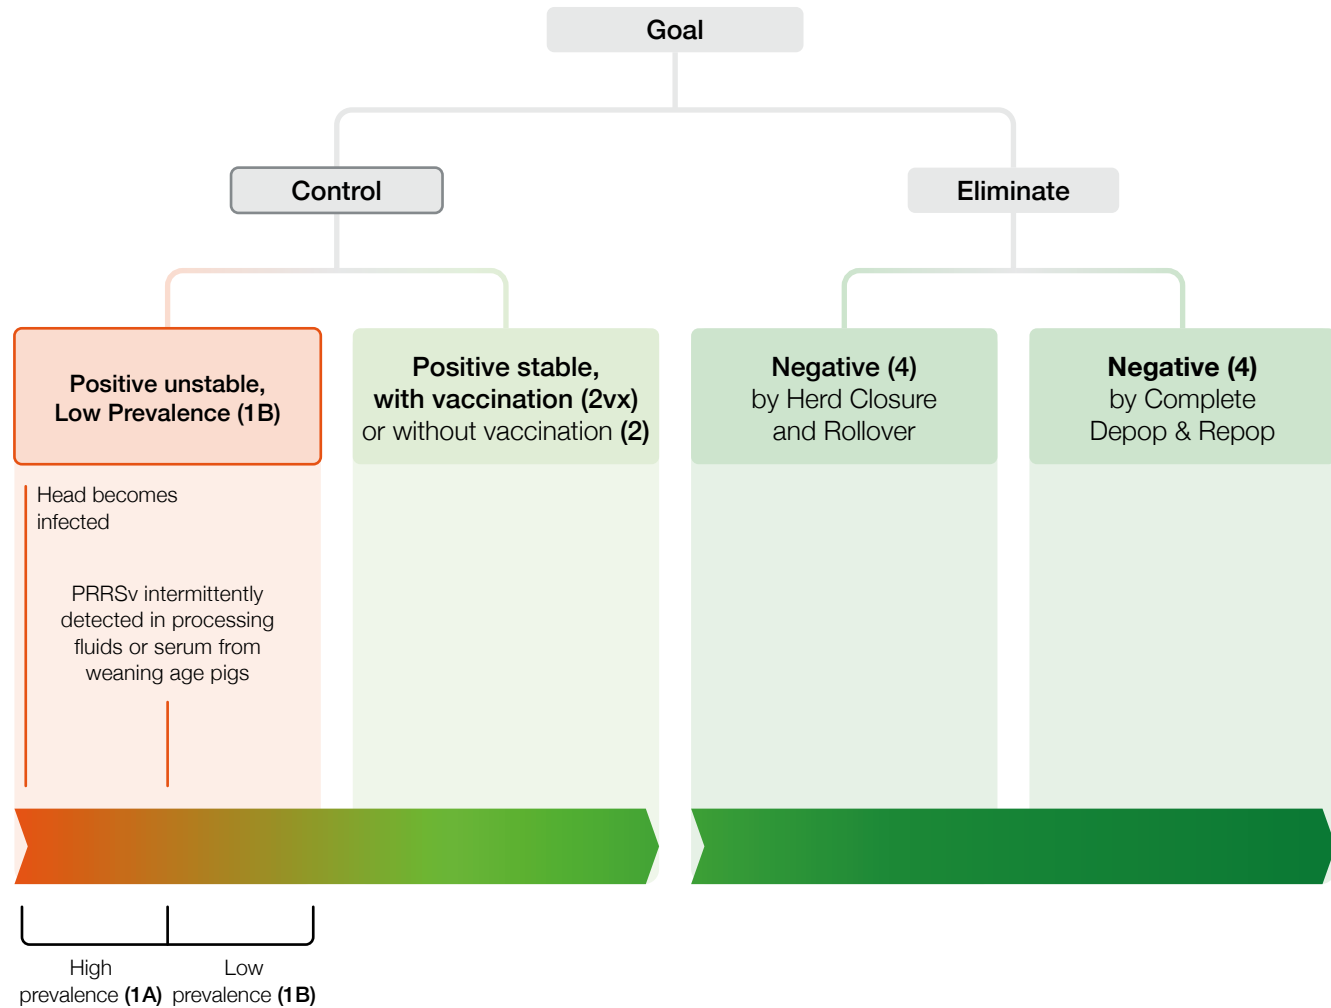 Goal
Control
Eliminate
Positive unstable,
Low Prevalence (1B)
Positive stable,
with vaccination (2vx)
or without vaccination (2)
Negative (4)
by Herd Closure
and Rollover
Negative (4)
by Complete
Depop & Repop
Head becomes
infected
PRRSv intermittently
detected in processing
fluids or serum from
weaning age pigs
High
prevalence (1A)
Low
prevalence (1B)